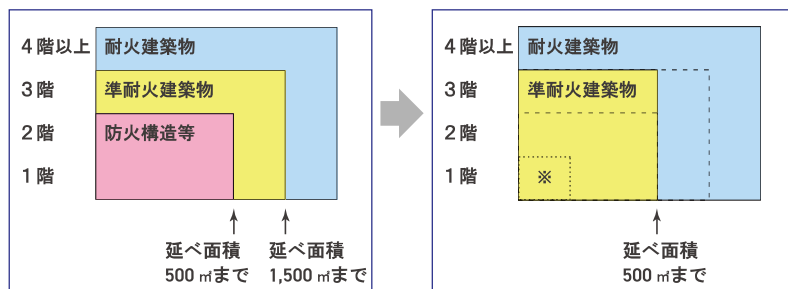 4階以上
耐火建築物
3階
準耐火建築物
2階
防火構造等
1階
延べ面積
500㎡まで
延べ面積
1,500㎡まで
4階以上
耐火建築物
3階
準耐火建築物
2階
1階
※
延べ面積
500㎡まで